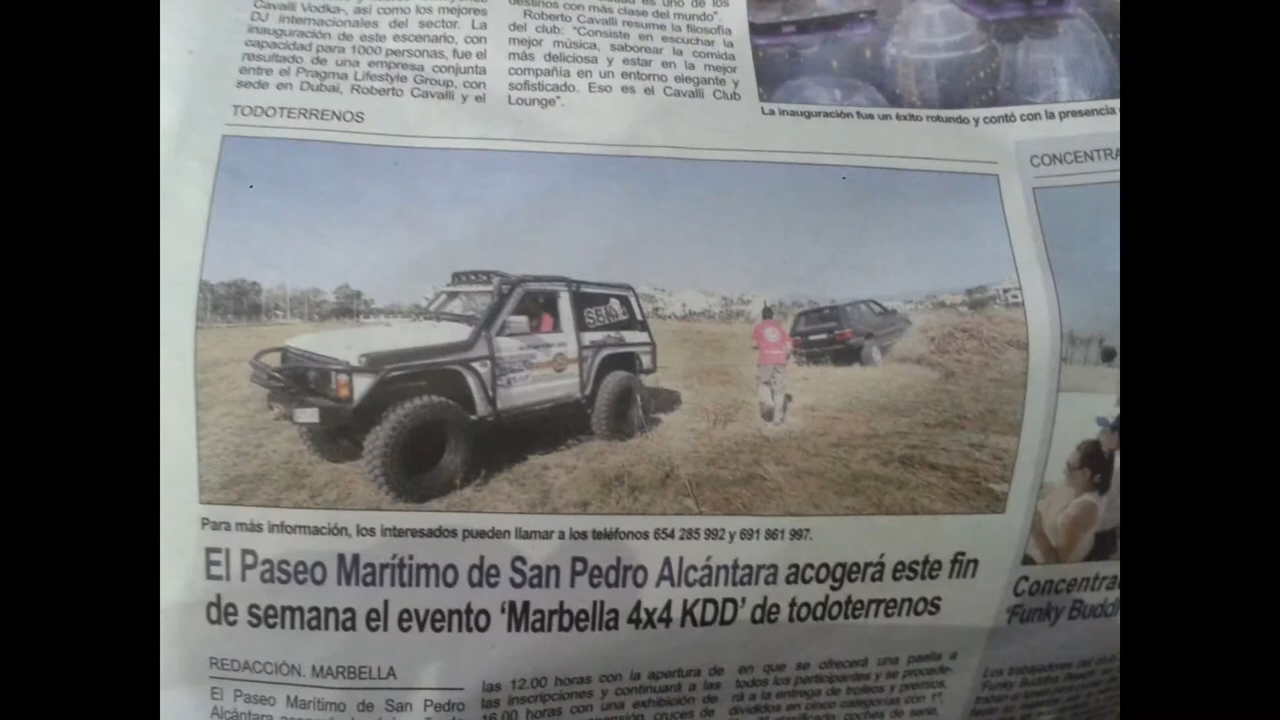 Cavalli Vodka-, así como los mejores
DJ internacionales del sector. La
inauguración de este escenario, con
capacidad para 1000 personas, fue el
resultado de una empresa conjunta
entre el Pragma Lifestyle Group, con
sede en Dubai, Roberto Cavalli y el
destinos con más clase del mundo".
Roberto Cavalli resume la filosofía
del club: "Consiste en escuchar la
mejor música, saborear la comida
más deliciosa y estar en la mejor
compañía en un entorno elegante y
sofisticado. Eso es el Cavalli Club
Lounge".
La inauguración fue un éxito rotundo y contó con la presencia
TODOTERRENOS
Para más información, los interesados pueden llamar a los teléfonos 654 285 992 y 691 861 997.
El Paseo Marítimo de San Pedro Alcántara acogerá este fin
de semana el evento 'Marbella 4x4 KDD' de todoterrenos
REDACCIÓN. MARBELLA
El Paseo Marítimo de San Pedro
Alcántara
las 12.00 horas con la apertura de
las inscripciones y continuará a las
16.00 horas con una exhibición de
cruces de
en que se ofrecerá una paella a
todos los participantes y se procede-
rá a la entrega de trofeos y premios,
divididos en cinco categorías con 1º,
coches de serie,
CONCENTRA
Concentra
'Funky Budd
Los trabajadores del